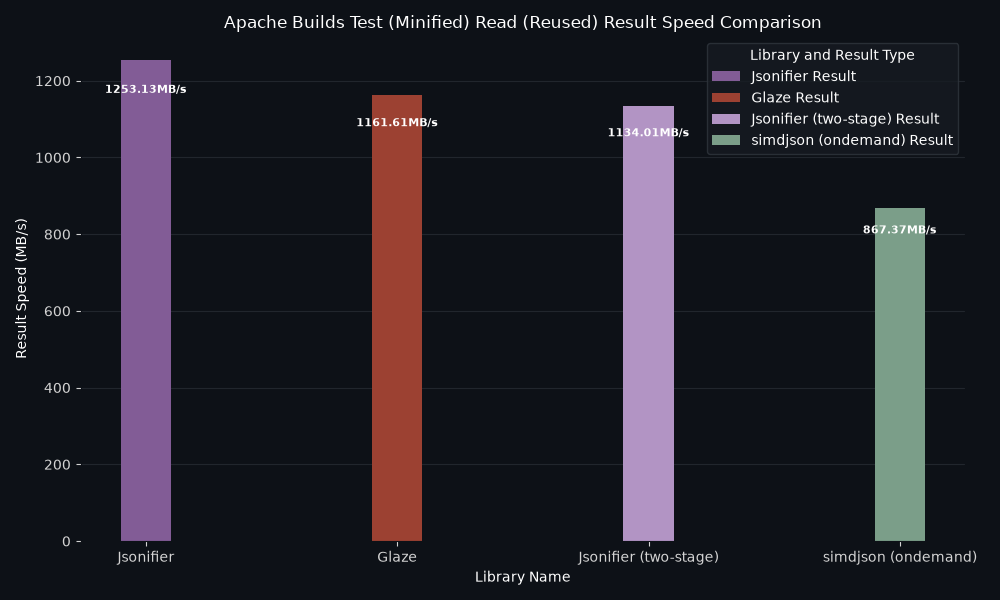 Apache Builds Test (Minified) Read (Reused) Result Speed Comparison
Library and Result Type
Jsonifier Result
Glaze Result
Jsonifier (two-stage) Result
simdjson (ondemand) Result
1253.13MB/s
1161.61MB/s
1134.01MB/s
867.37MB/s
Result Speed (MB/s)
1200
1000
800
600
400
200
0
Jsonifier
Glaze
Jsonifier (two-stage)
simdjson (ondemand)
Library Name